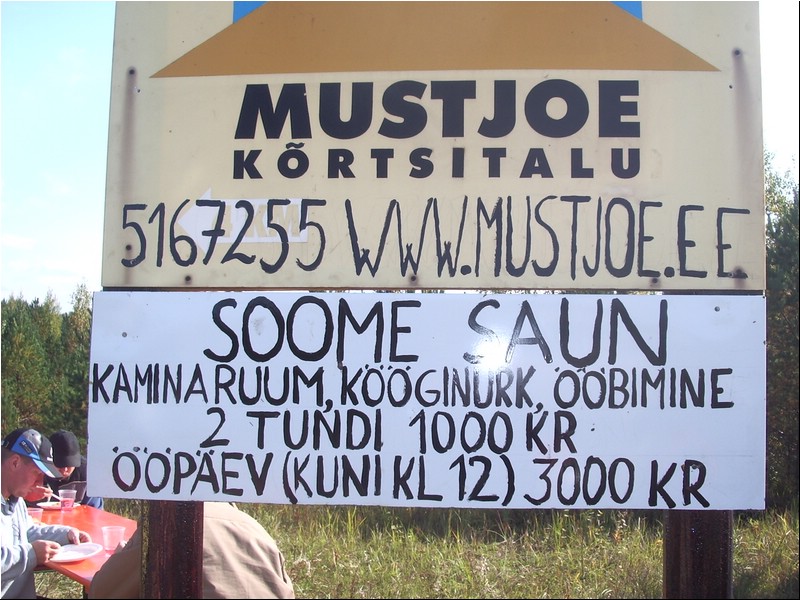 MUSTJOE
KÕRTSITALU
5167255 WWW.MUSTJOE.EE
SOOME SAUN
KAMINARUUM, KÖÖGINURK, ÖÖBIMINE
2 TUNDI 1000 KR
ÖÖPÄEV (KUNI KL 12) 3000 KR